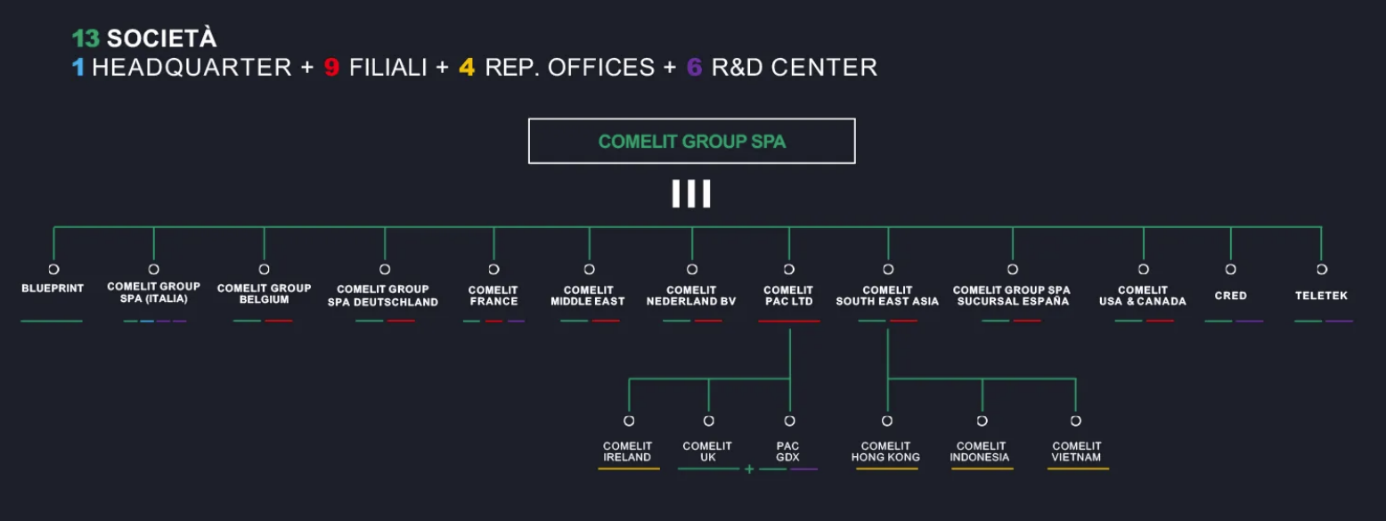 13 SOCIETÀ
1 HEADQUARTER + 9 FILIALI + 4 REP. OFFICES + 6 R&D CENTER
COMELIT GROUP SPA
BLUEPRINT
COMELIT GROUP
SPA (ITALIA)
COMELIT GROUP
BELGIUM
COMELIT GROUP
SPA DEUTSCHLAND
COMELIT
FRANCE
COMELIT
MIDDLE EAST
COMELIT
NEDERLAND BV
COMELIT
PAC LTD
COMELIT
SOUTH EAST ASIA
COMELIT GROUP SPA
SUCURSAL ESPAÑA
COMELIT
USA & CANADA
CRED
TELETEK
COMELIT
IRELAND
COMELIT
UK
+
PAC
GDX
COMELIT
HONG KONG
COMELIT
INDONESIA
COMELIT
VIETNAM